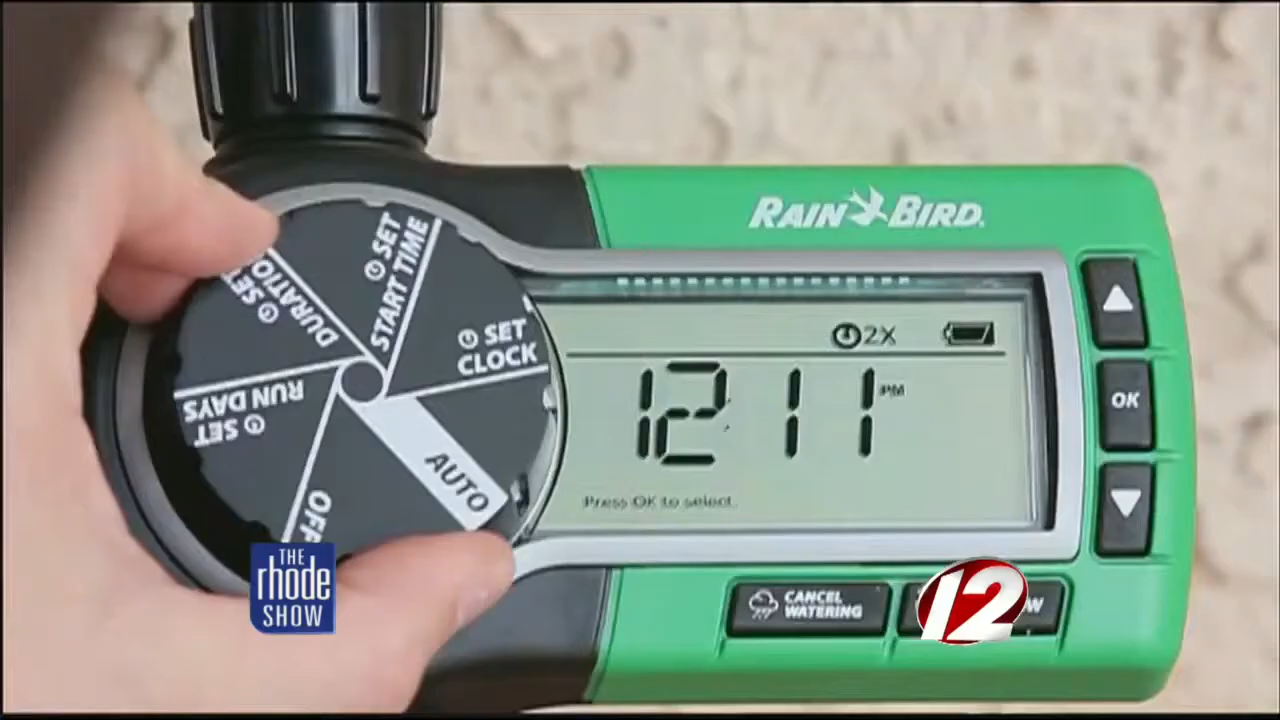 RAIN BIRD
SET
START TIME
SET
DURATIO
SET
CLOCK
SET
RUN DAYS
AUTO
OFF
2X
12 11 PM
Press OK to select.
OK
CANCEL
WATERING
W
THE
rhode
SHOW
12